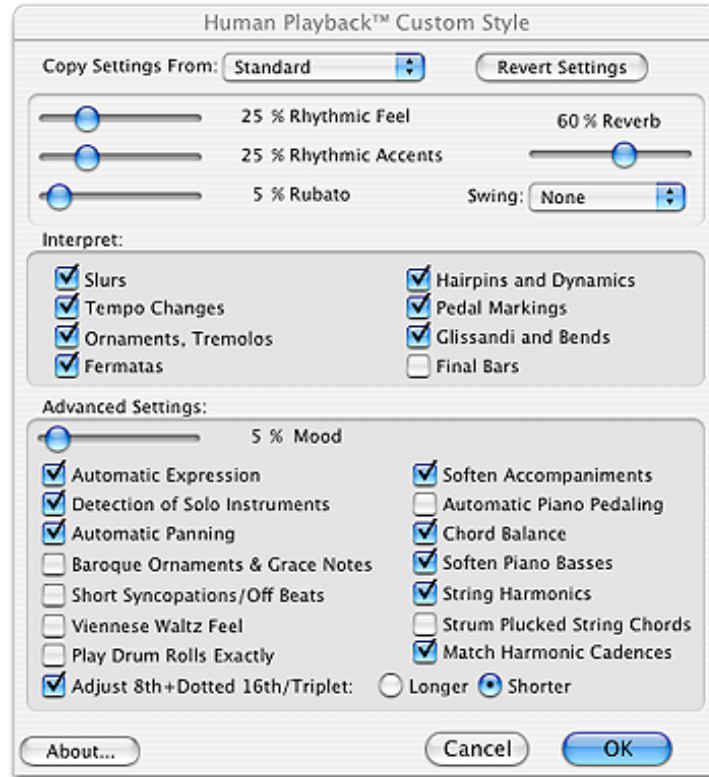 Human Playback™ Custom Style
Copy Settings From: Standard Revert Settings
25 % Rhythmic Feel
60 % Reverb
25 % Rhythmic Accents
5 % Rubato
Swing: None
Interpret:
Slurs
Hairpins and Dynamics
Tempo Changes
Pedal Markings
Ornaments, Tremolos
Glissandi and Bends
Fermatas
Final Bars
Advanced Settings:
5 % Mood
Automatic Expression
Soften Accompaniments
Detection of Solo Instruments
Automatic Piano Pedaling
Automatic Panning
Chord Balance
Baroque Ornaments & Grace Notes
Soften Piano Basses
Short Syncopations/Off Beats
String Harmonics
Viennese Waltz Feel
Strum Plucked String Chords
Play Drum Rolls Exactly
Match Harmonic Cadences
Adjust 8th+Dotted 16th/Triplet: Longer Shorter
About... Cancel OK